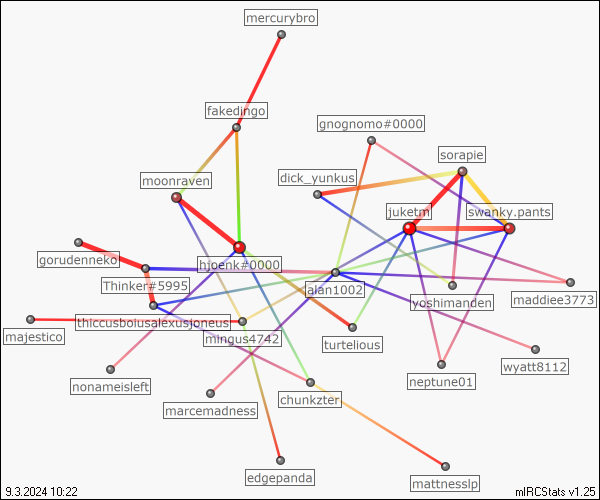 mercurybro
fakedingo
gnognomo#0000
sorapie
dick_yunkus
moonraven
juketm
swanky.pants
gorudenneko
hjoenk#0000
Thinker#5995
alan1002
yoshimanden
maddiee3773
thiccusboiusalexusjoneus
majestico
mingus4742
turtelious
wyatt8112
nonameisleft
neptune01
marcemadness
chunkzter
edgepanda
mattnesslp
9.3.2024 10:22
mIRCStats v1.25